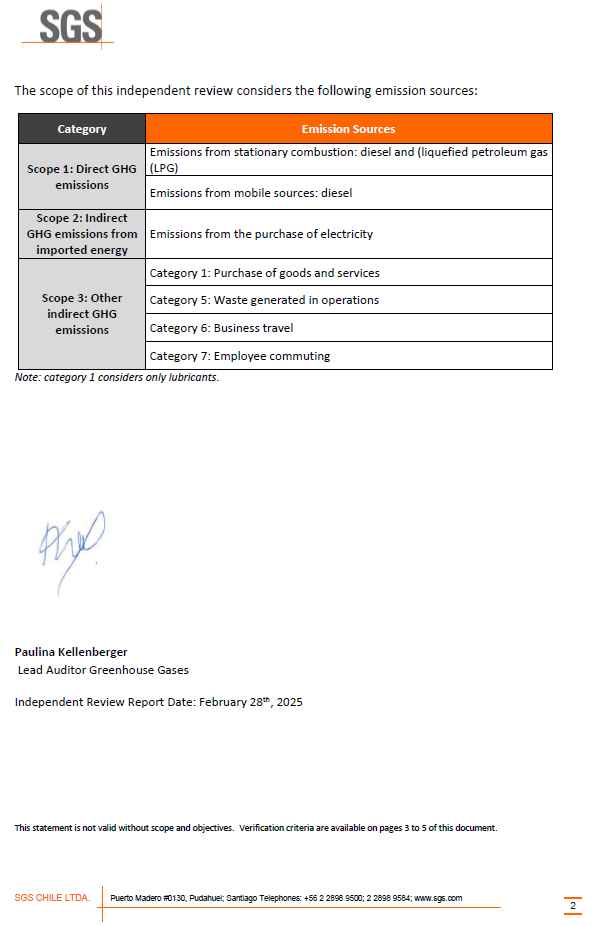 SGS
The scope of this independent review considers the following emission sources:
Category
Emission Sources
Scope 1: Direct GHG
emissions
Emissions from stationary combustion: diesel and (liquefied petroleum gas
(LPG)
Emissions from mobile sources: diesel
Scope 2: Indirect
GHG emissions from
imported energy
Emissions from the purchase of electricity
Scope 3: Other
indirect GHG
emissions
Category 1: Purchase of goods and services
Category 5: Waste generated in operations
Category 6: Business travel
Category 7: Employee commuting
Note: category 1 considers only lubricants.
Paulina Kellenberger
Lead Auditor Greenhouse Gases
Independent Review Report Date: February 28th, 2025
This statement is not valid without scope and objectives. Verification criteria are available on pages 3 to 5 of this document.
SGS CHILE LTDA.
Puerto Madero #0130, Pudahuel; Santiago Telephones: +56 2 2898 9500; 2 2898 9584; www.sgs.com
2